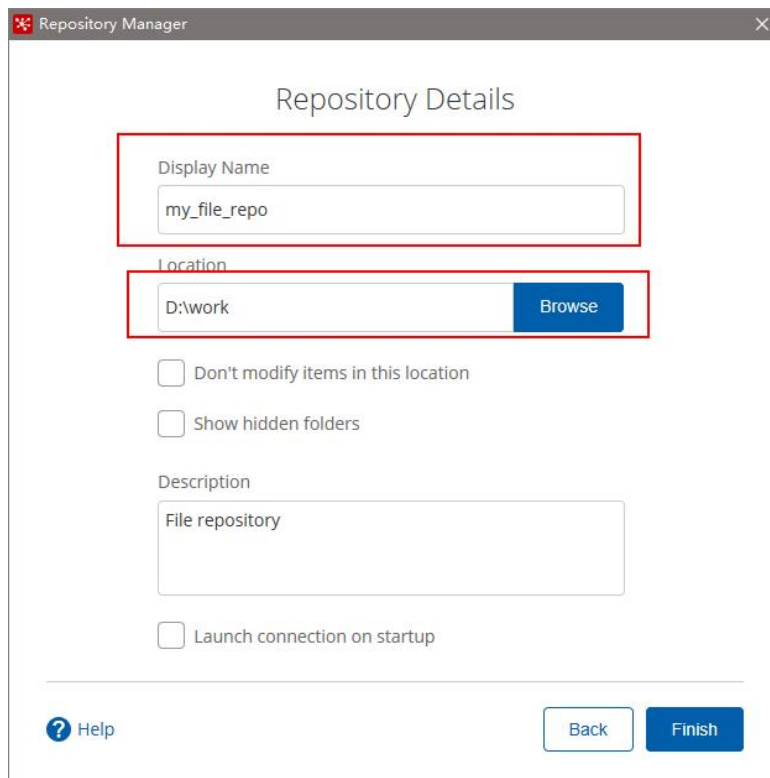 Repository Manager
Repository Details
Display Name
my_file_repo
Location
D:\work
Browse
Don't modify items in this location
Show hidden folders
Description
File repository
Launch connection on startup
? Help
Back
Finish